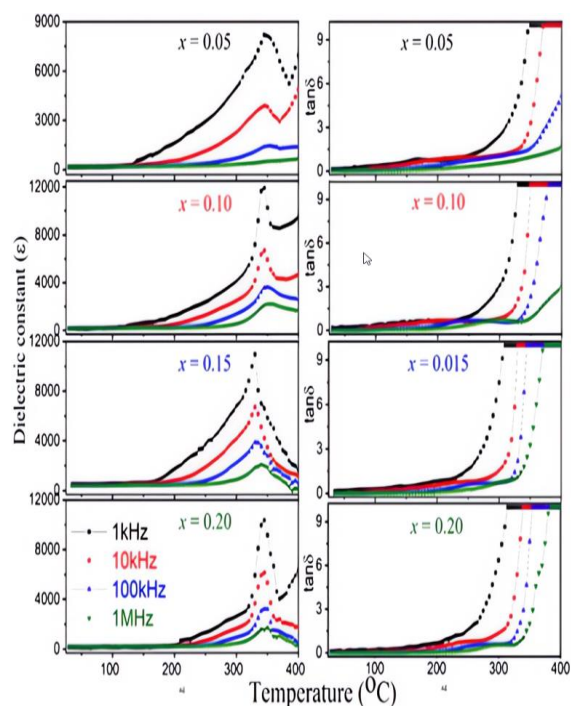 9000
6000
3000
0
x = 0.05
9
6
3
0
tanδ
x = 0.05
12000
8000
4000
0
x = 0.10
9
6
3
0
tanδ
x = 0.10
Dielectric constant (ε)
12000
8000
4000
0
x = 0.15
9
6
3
0
tanδ
x = 0.015
12000
8000
4000
0
x = 0.20
1kHz
10kHz
100kHz
1MHz
9
6
3
0
tanδ
x = 0.20
100 200 300 400
100 200 300 400
Temperature (⁰C)